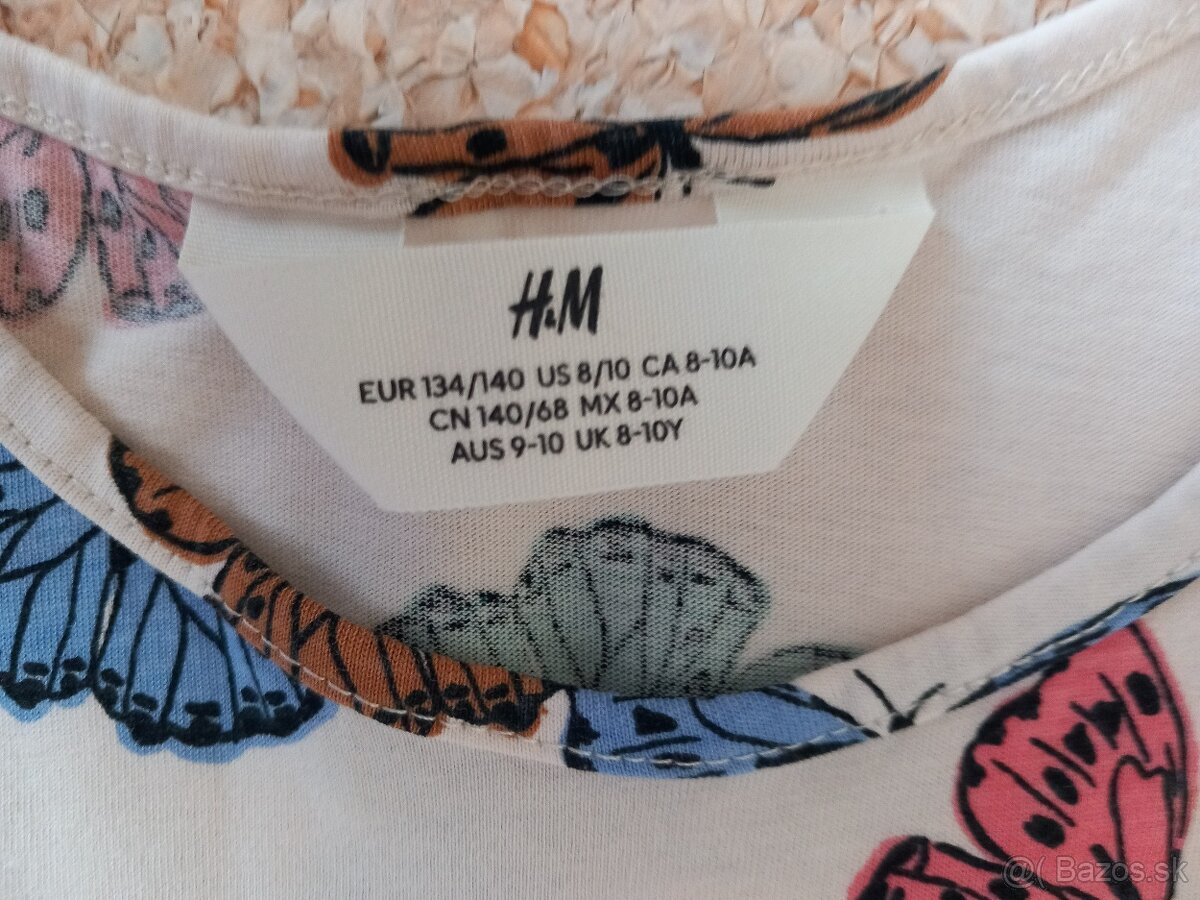 H&M
EUR 134/140 US 8/10 CA 8-10A
CN 140/68 MX 8-10A
AUS 9-10 UK 8-10Y
@( Bazos.sk